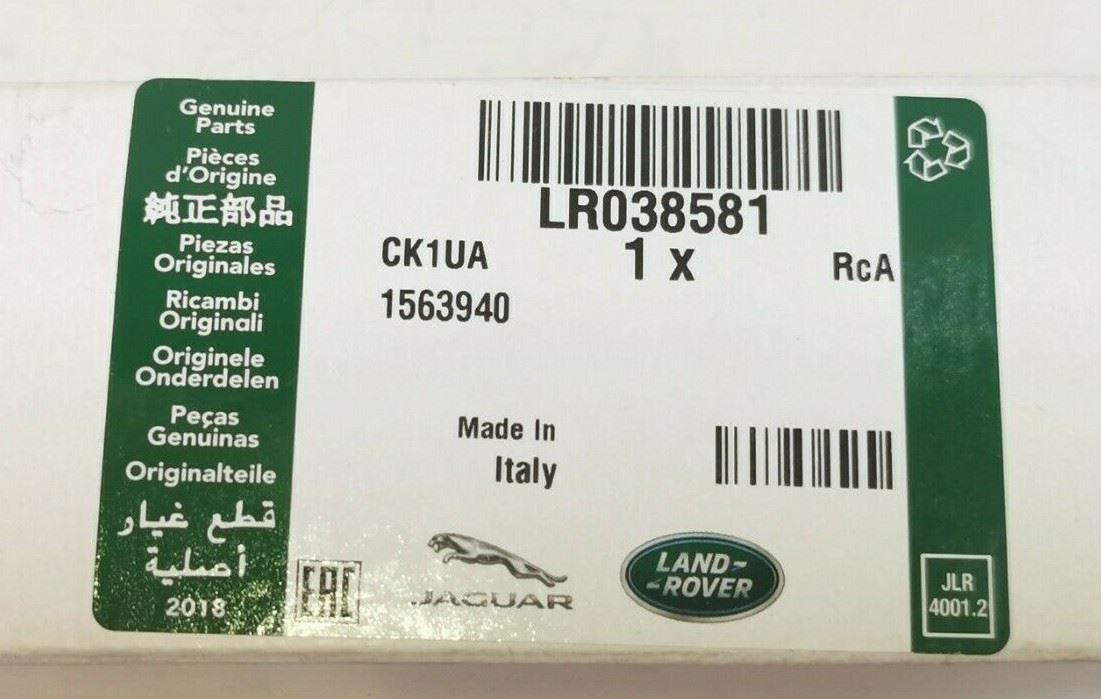 Genuine
Parts
Pièces
d'Origine
純正部品
Piezas
Originales
Ricambi
Originali
Originele
Onderdelen
Peças
Genuinas
Originalteile
قطع غيار
أصلية
2018
LR038581
CK1UA
1 x
RcA
1563940
Made In
Italy
EAC
JAGUAR
LAND-
-ROVER
JLR
4001.2